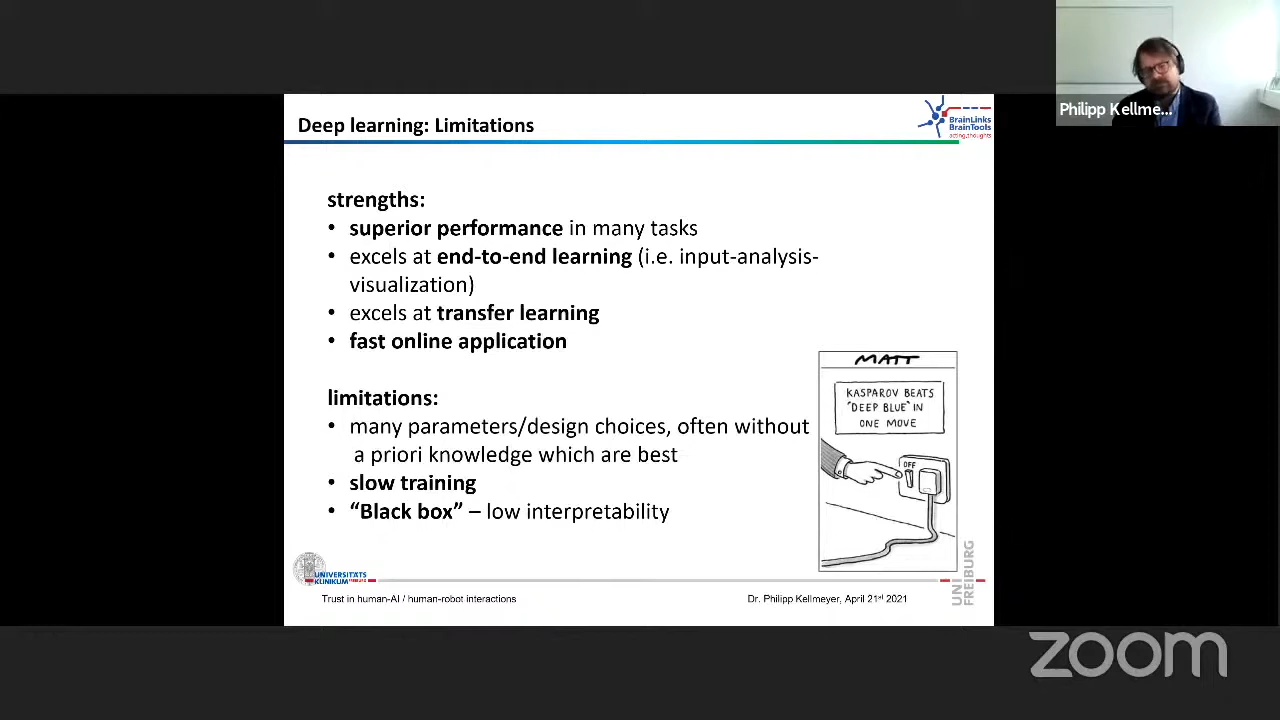 Philipp Kellme...
Deep learning: Limitations
BrainLinks
BrainTools
acting.thoughts
strengths:
• superior performance in many tasks
• excels at end-to-end learning (i.e. input-analysis-
visualization)
• excels at transfer learning
• fast online application
limitations:
• many parameters/design choices, often without
a priori knowledge which are best
• slow training
• “Black box” – low interpretability
MATT
KASPAROV BEATS
"DEEP BLUE" IN
ONE MOVE
OFF
UNIVERSITÄTS
KLINIKUM FREIBURG
UNI
FREIBURG
Trust in human-AI / human-robot interactions
Dr. Philipp Kellmeyer, April 21st 2021
zoom